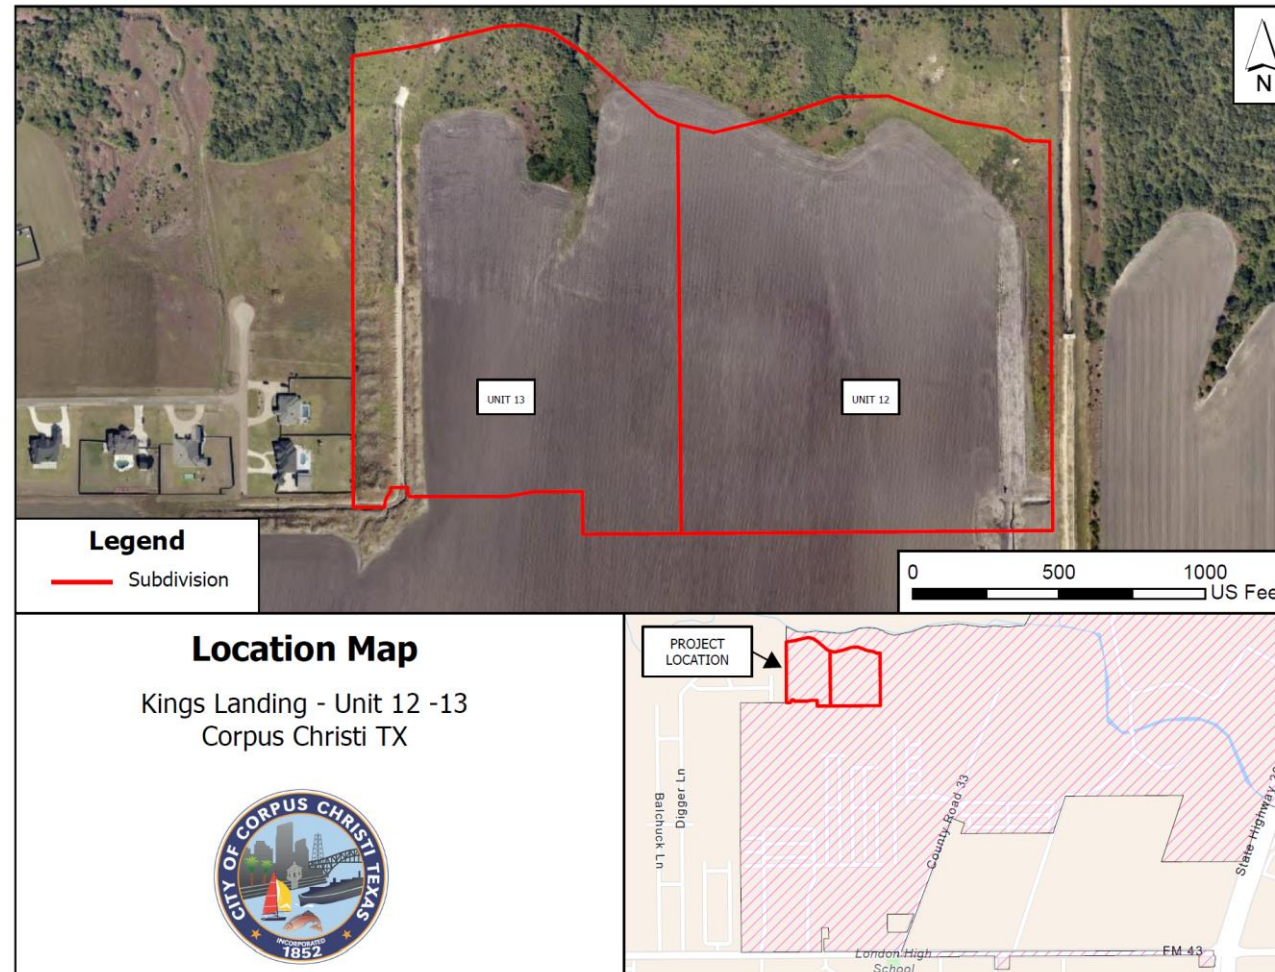 N
UNIT 13
UNIT 12
Legend
Subdivision
0 500 1000
US Fee
Location Map
Kings Landing - Unit 12 -13
Corpus Christi TX
CITY OF CORPUS CHRISTI TEXAS
INCORPORATED
1852
PROJECT
LOCATION
Balchuck Ln
Digger Ln
County Road 33
State Highway
London High
School
FM 43